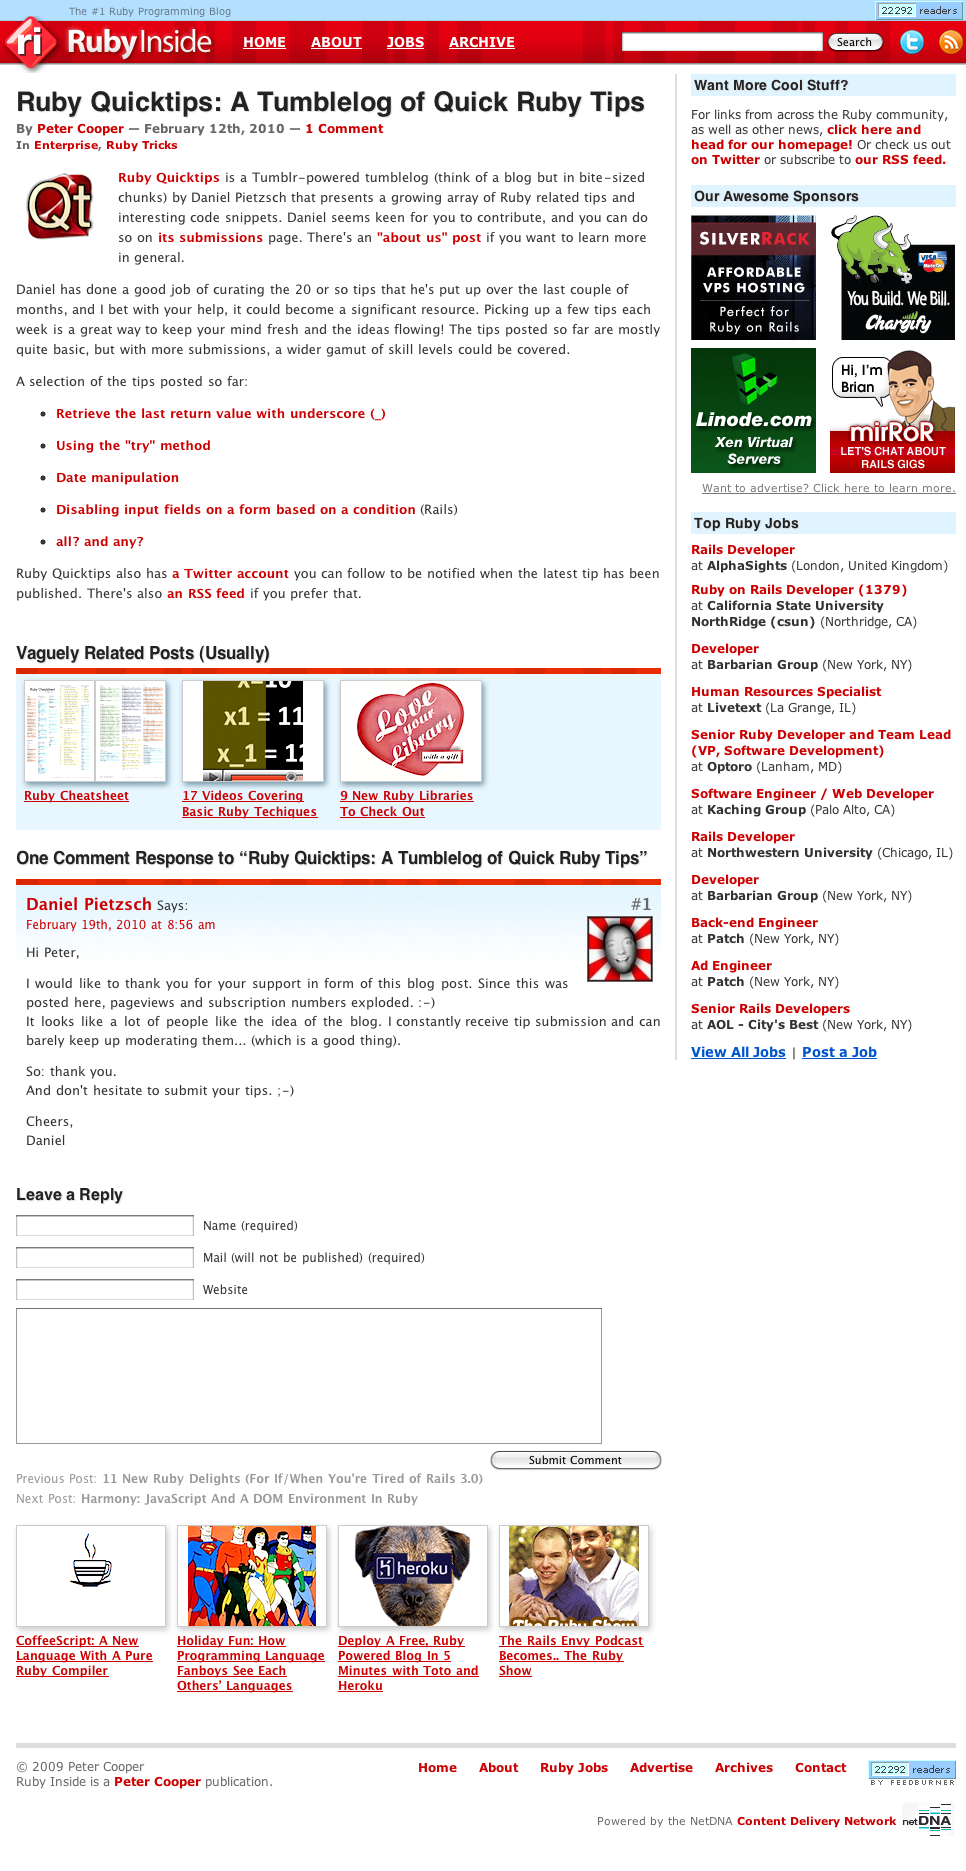 The #1 Ruby Programming Blog
22292 readers
ri RubyInside
HOME ABOUT JOBS ARCHIVE
Search
Ruby Quicktips: A Tumblelog of Quick Ruby Tips
By Peter Cooper — February 12th, 2010 — 1 Comment
In Enterprise, Ruby Tricks
Qt
Ruby Quicktips is a Tumblr-powered tumblelog (think of a blog but in bite-sized
chunks) by Daniel Pietzsch that presents a growing array of Ruby related tips and
interesting code snippets. Daniel seems keen for you to contribute, and you can do
so on its submissions page. There's an "about us" post if you want to learn more
in general.
Daniel has done a good job of curating the 20 or so tips that he's put up over the last couple of
months, and I bet with your help, it could become a significant resource. Picking up a few tips each
week is a great way to keep your mind fresh and the ideas flowing! The tips posted so far are mostly
quite basic, but with more submissions, a wider gamut of skill levels could be covered.
A selection of the tips posted so far:
• Retrieve the last return value with underscore (_)
• Using the "try" method
• Date manipulation
• Disabling input fields on a form based on a condition (Rails)
• all? and any?
Ruby Quicktips also has a Twitter account you can follow to be notified when the latest tip has been
published. There's also an RSS feed if you prefer that.
Vaguely Related Posts (Usually)
x=10
x1 = 11
x_1 = 12
Love your Library
with a gift
Ruby Cheatsheet
17 Videos Covering
Basic Ruby Techiques
9 New Ruby Libraries
To Check Out
One Comment Response to “Ruby Quicktips: A Tumblelog of Quick Ruby Tips”
Daniel Pietzsch Says:
#1
February 19th, 2010 at 8:56 am
Hi Peter,
I would like to thank you for your support in form of this blog post. Since this was
posted here, pageviews and subscription numbers exploded. :-)
It looks like a lot of people like the idea of the blog. I constantly receive tip submission and can
barely keep up moderating them... (which is a good thing).
So: thank you.
And don't hesitate to submit your tips. ;-)
Cheers,
Daniel
Leave a Reply
Name (required)
Mail (will not be published) (required)
Website
Submit Comment
Previous Post: 11 New Ruby Delights (For If/When You're Tired of Rails 3.0)
Next Post: Harmony: JavaScript And A DOM Environment In Ruby
heroku
The Ruby Show
CoffeeScript: A New
Language With A Pure
Ruby Compiler
Holiday Fun: How
Programming Language
Fanboys See Each
Others’ Languages
Deploy A Free, Ruby
Powered Blog In 5
Minutes with Toto and
Heroku
The Rails Envy Podcast
Becomes.. The Ruby
Show
Want More Cool Stuff?
For links from across the Ruby community,
as well as other news, click here and
head for our homepage! Or check us out
on Twitter or subscribe to our RSS feed.
Our Awesome Sponsors
SILVERRACK
AFFORDABLE
VPS HOSTING
Perfect for
Ruby on Rails
VISA
MasterCard
You Build. We Bill.
Chargify
Linode.com
Xen Virtual
Servers
Hi, I'm
Brian
mirRoR
LET'S CHAT ABOUT
RAILS GIGS
Want to advertise? Click here to learn more.
Top Ruby Jobs
Rails Developer
at AlphaSights (London, United Kingdom)
Ruby on Rails Developer (1379)
at California State University
NorthRidge (csun) (Northridge, CA)
Developer
at Barbarian Group (New York, NY)
Human Resources Specialist
at Livetext (La Grange, IL)
Senior Ruby Developer and Team Lead
(VP, Software Development)
at Optoro (Lanham, MD)
Software Engineer / Web Developer
at Kaching Group (Palo Alto, CA)
Rails Developer
at Northwestern University (Chicago, IL)
Developer
at Barbarian Group (New York, NY)
Back-end Engineer
at Patch (New York, NY)
Ad Engineer
at Patch (New York, NY)
Senior Rails Developers
at AOL - City's Best (New York, NY)
View All Jobs | Post a Job
© 2009 Peter Cooper
Ruby Inside is a Peter Cooper publication.
Home About Ruby Jobs Advertise Archives Contact
22292 readers
BY FEEDBURNER
Powered by the NetDNA Content Delivery Network
netDNA